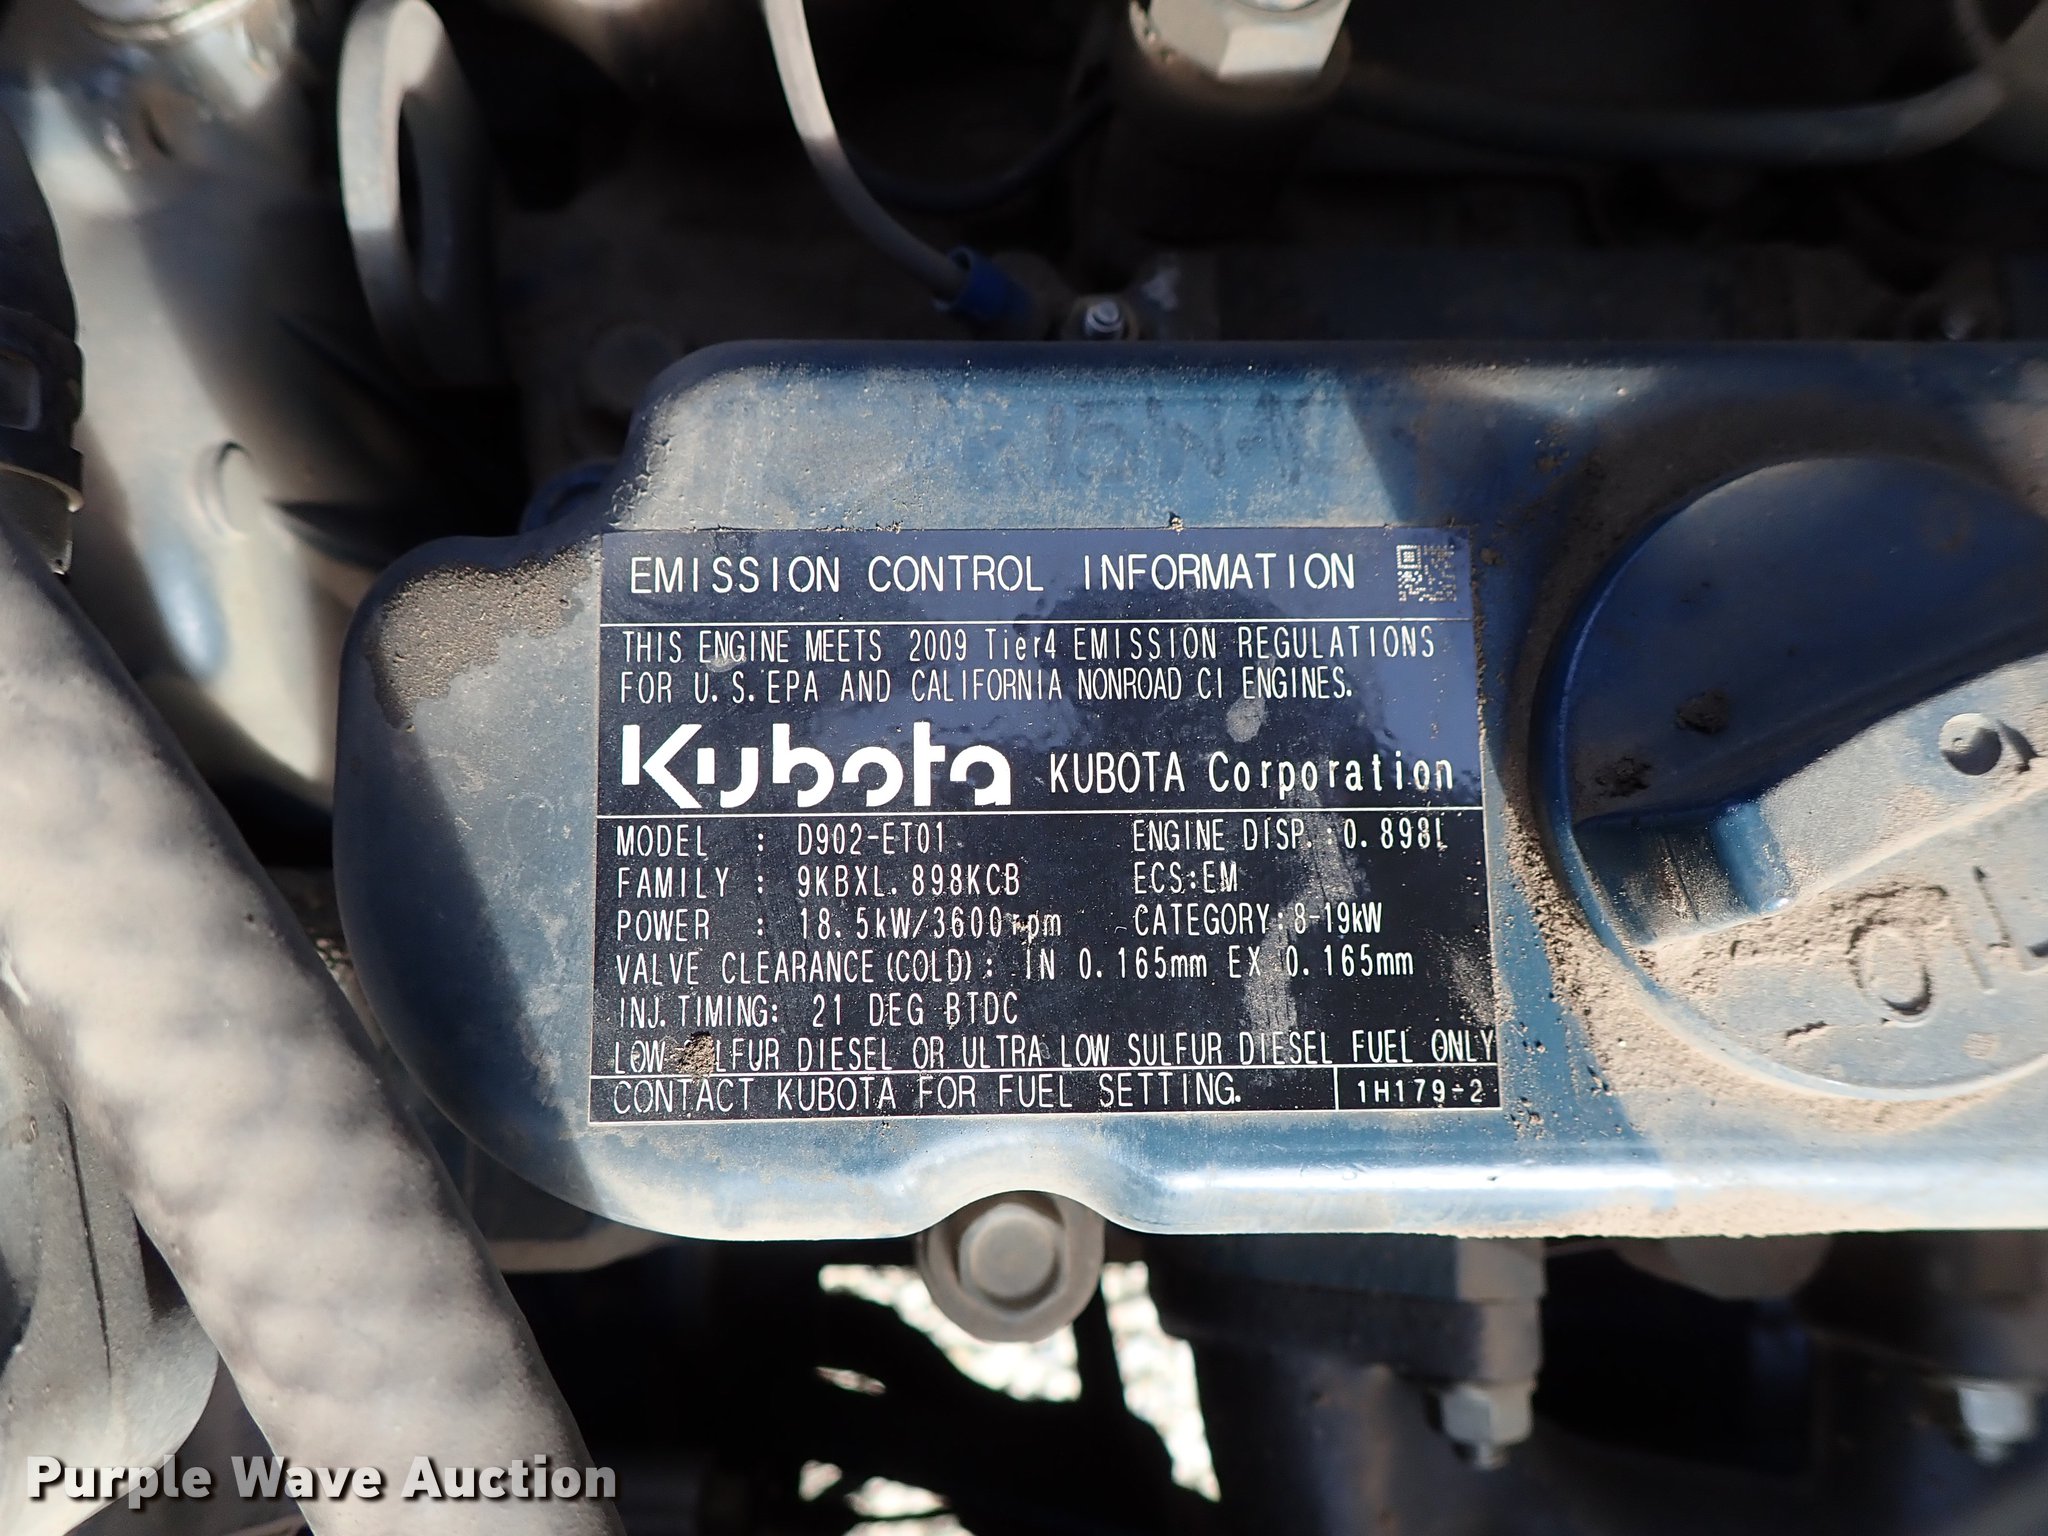 EMISSION CONTROL INFORMATION
THIS ENGINE MEETS 2009 Tier4 EMISSION REGULATIONS
FOR U.S.EPA AND CALIFORNIA NONROAD CI ENGINES.
Kubota KUBOTA Corporation
MODEL : D902-ET01 ENGINE DISP.:0.898L
FAMILY : 9KBXL.898KCB ECS:EM
POWER : 18.5kW/3600rpm CATEGORY:8-19kW
VALVE CLEARANCE(COLD): IN 0.165mm EX 0.165mm
INJ.TIMING: 21 DEG BTDC
LOW SULFUR DIESEL OR ULTRA LOW SULFUR DIESEL FUEL ONLY
CONTACT KUBOTA FOR FUEL SETTING. 1H179-2
-OIL
Purple Wave Auction